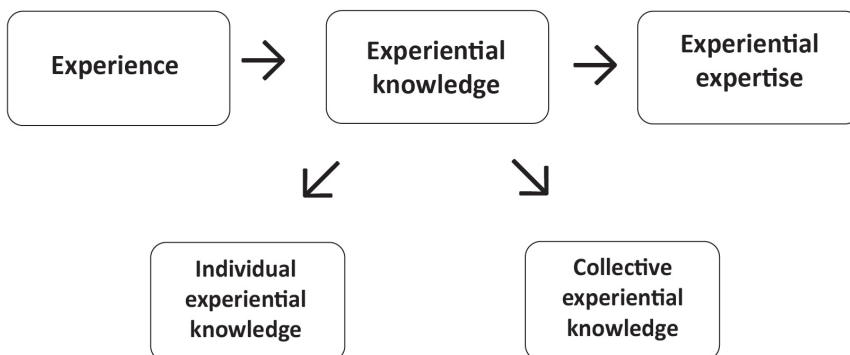 Experience
Experiential
knowledge
Experiential
expertise
Individual
experiential
knowledge
Collective
experiential
knowledge